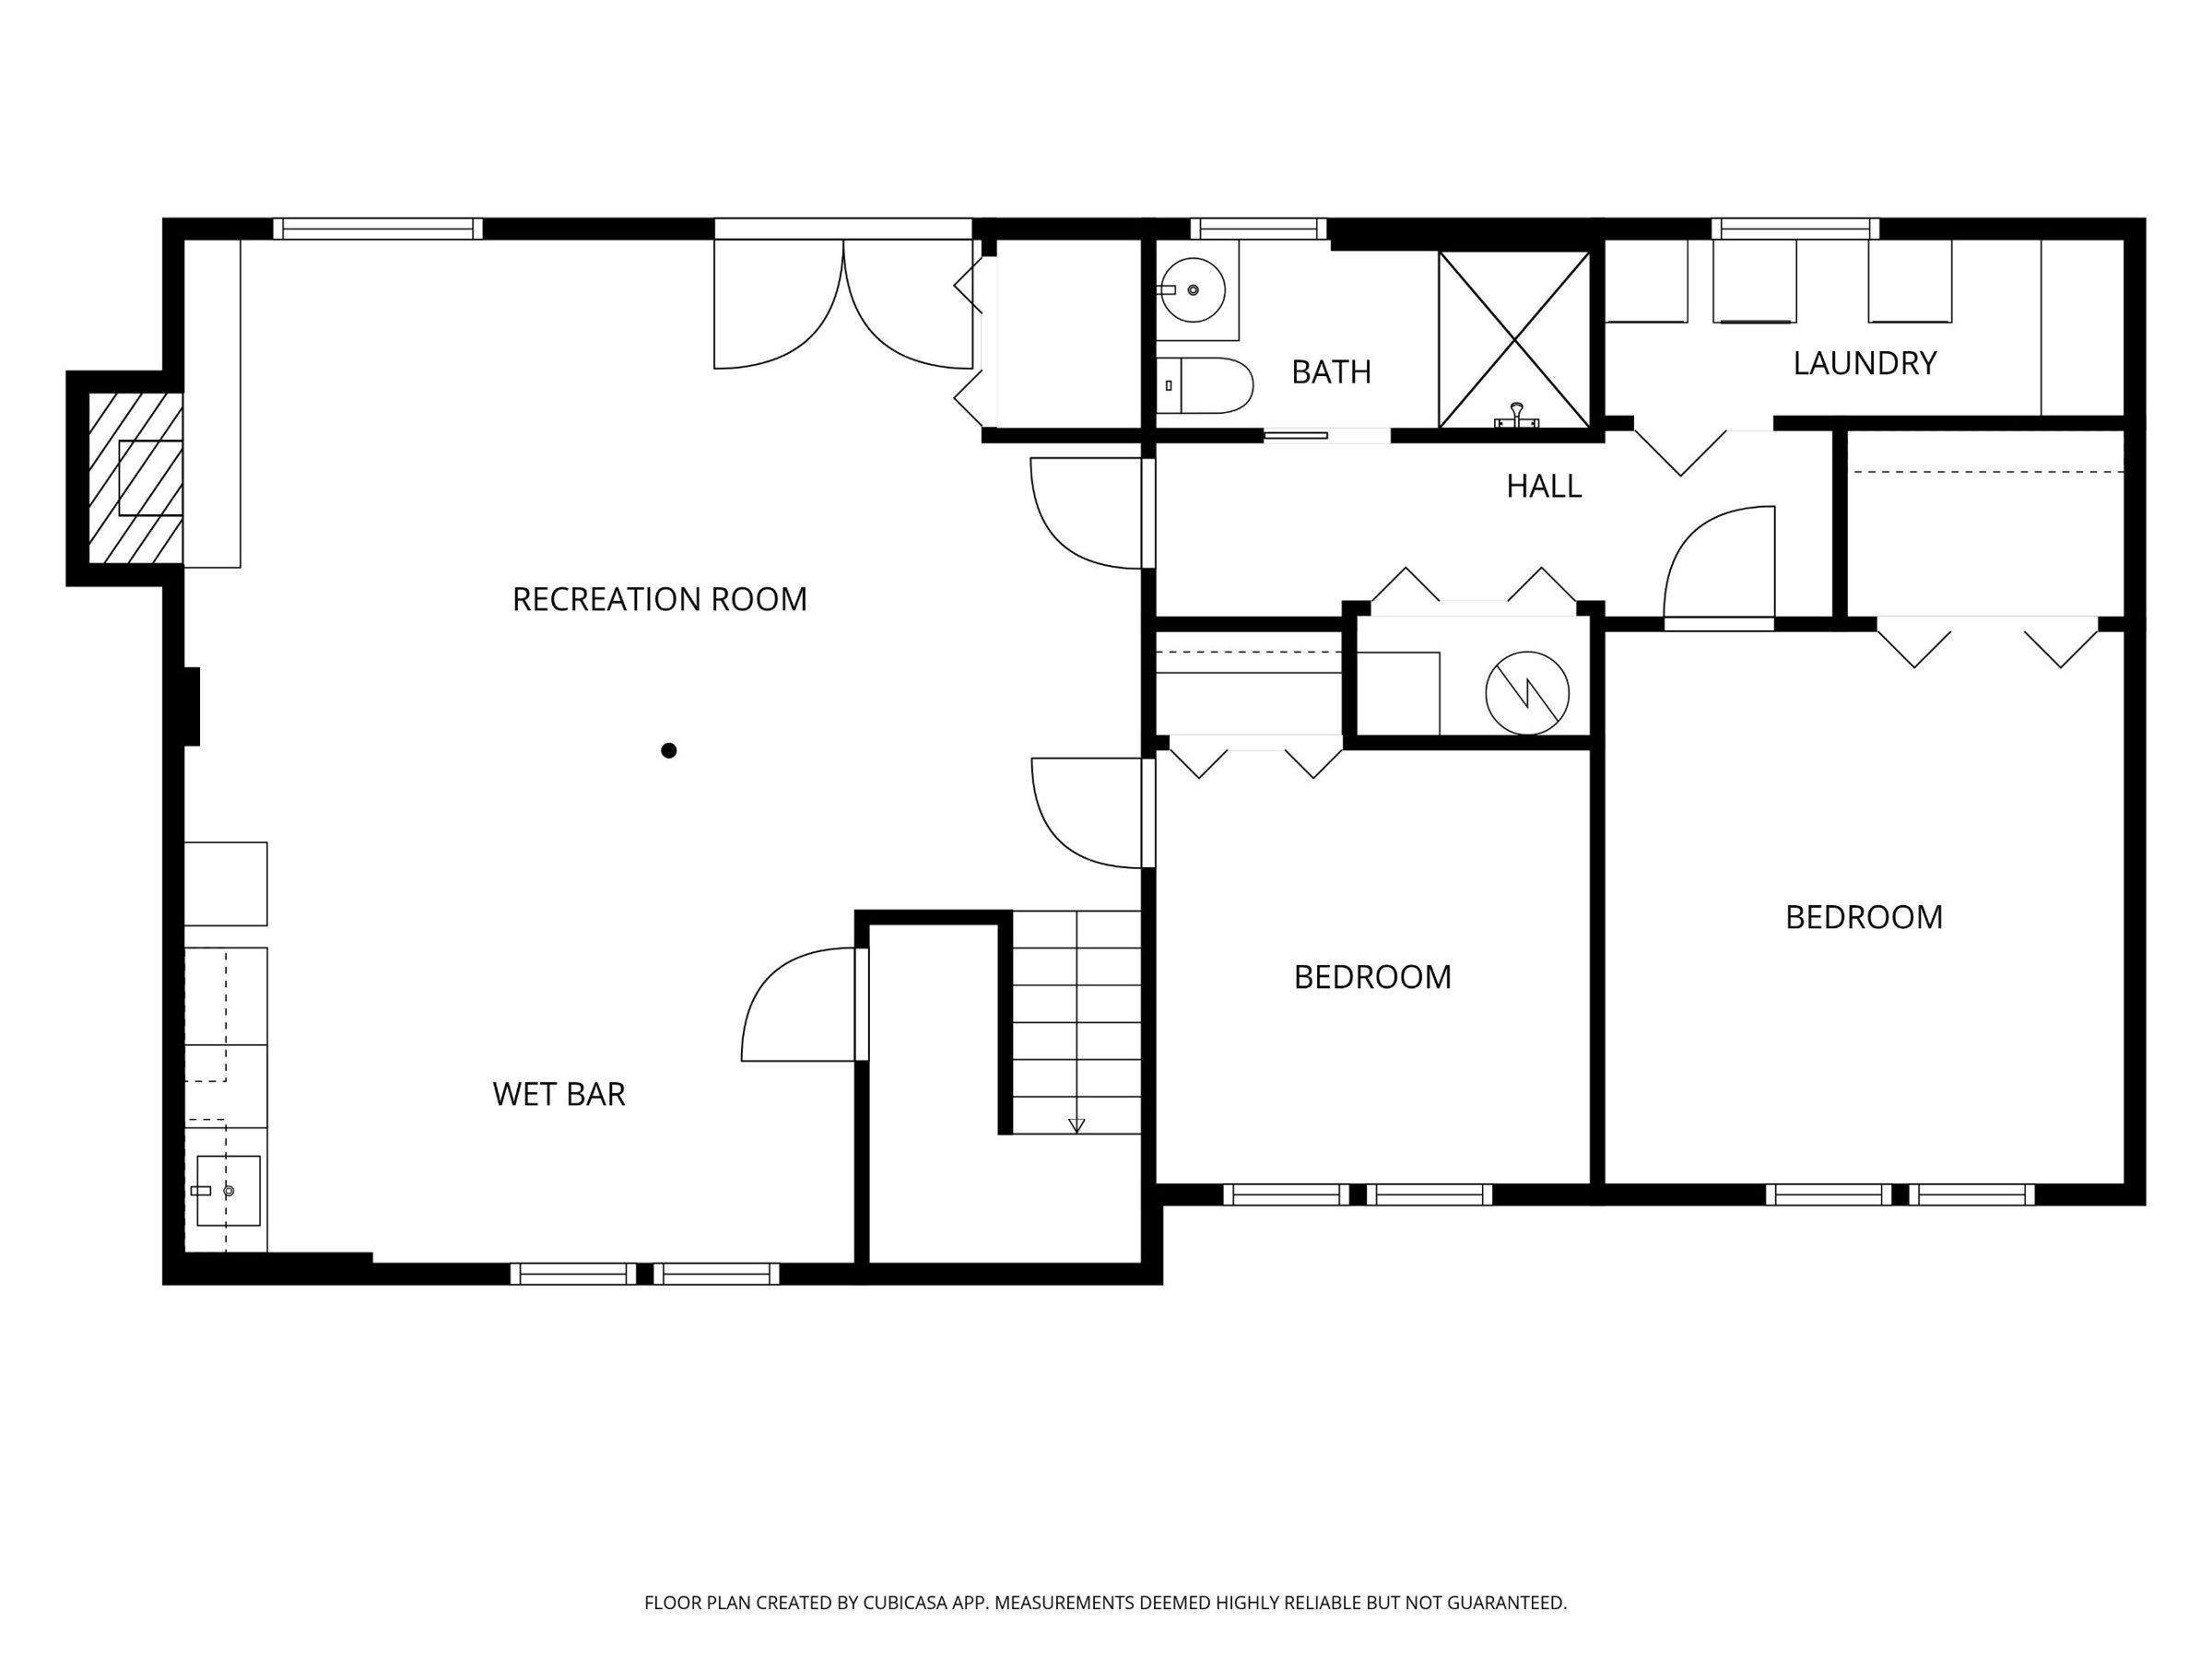 BATH
LAUNDRY
HALL
RECREATION ROOM
BEDROOM
BEDROOM
WET BAR
FLOOR PLAN CREATED BY CUBICASA APP. MEASUREMENTS DEEMED HIGHLY RELIABLE BUT NOT GUARANTEED.